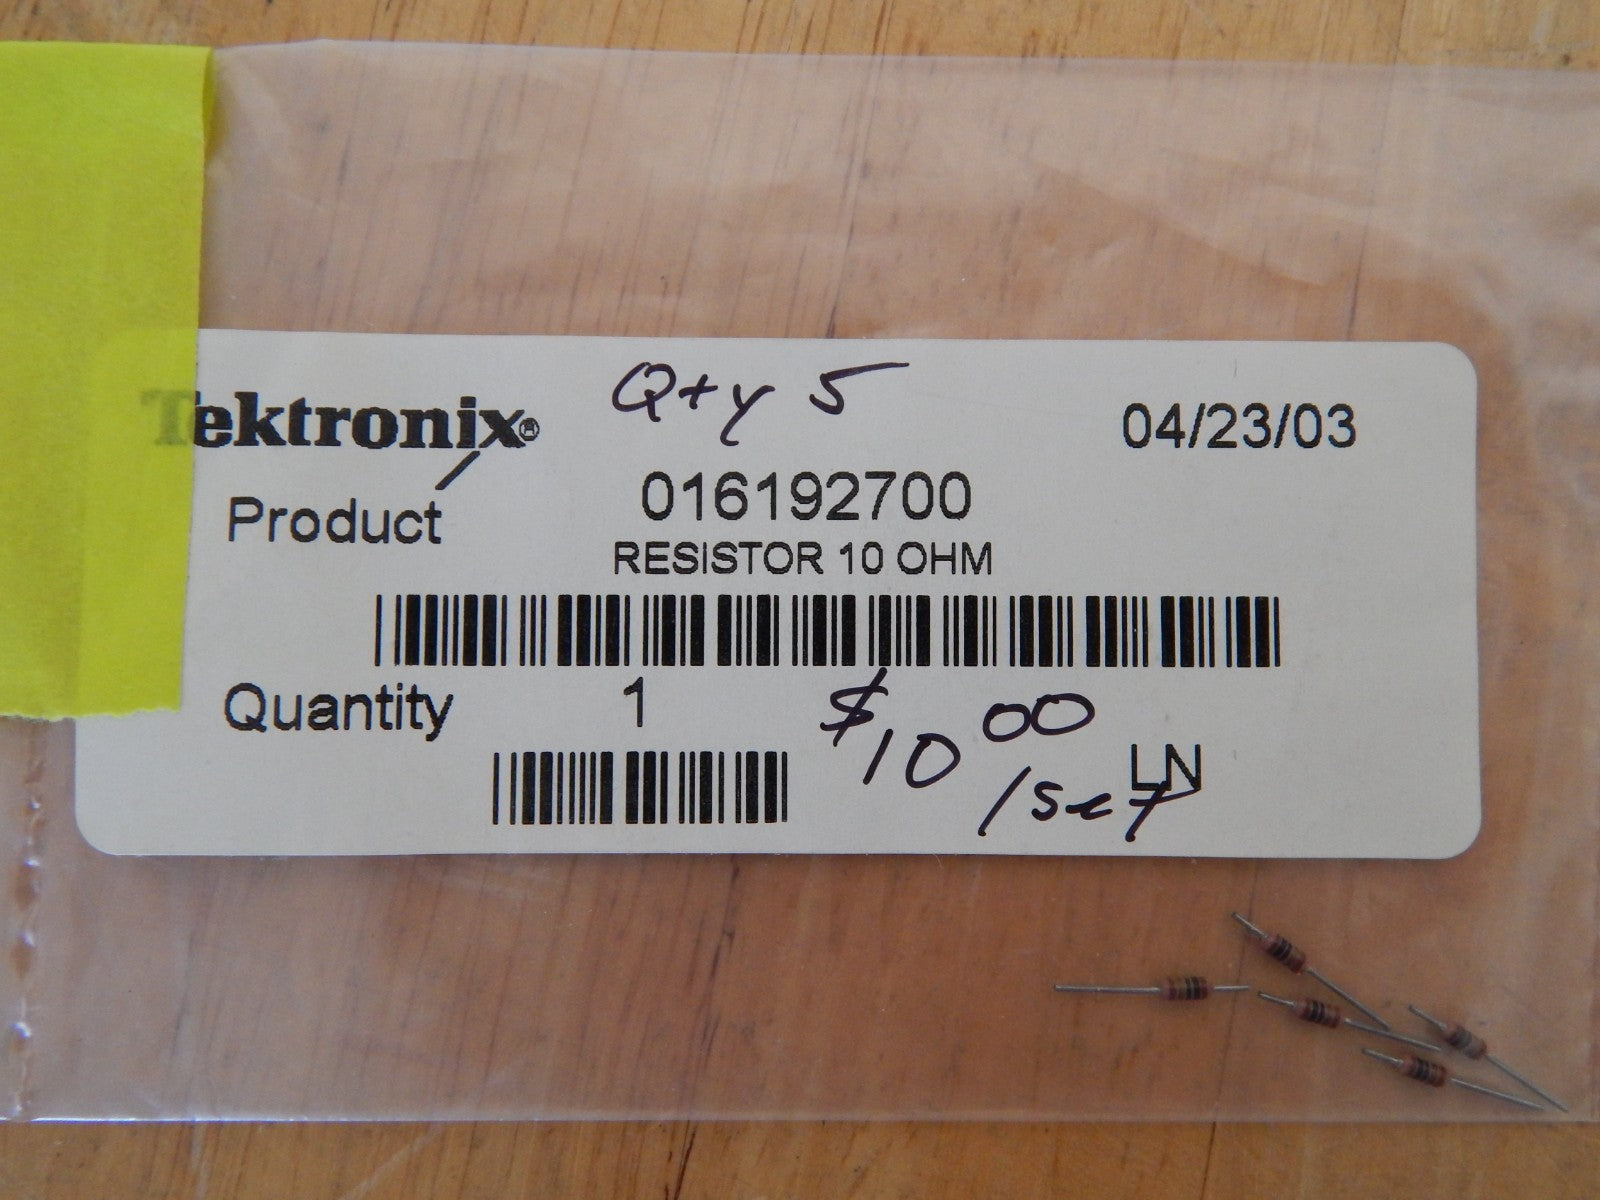 Tektronix® Qty 5 04/23/03
Product 016192700
RESISTOR 10 OHM
Quantity 1 $10 00
/set LN